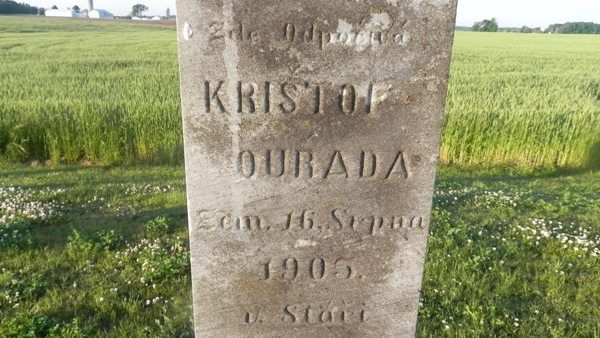 Zde Odpočívá
KRISTOF
OURADA
Zem. 16. Srpna
1905.
v. Stáří